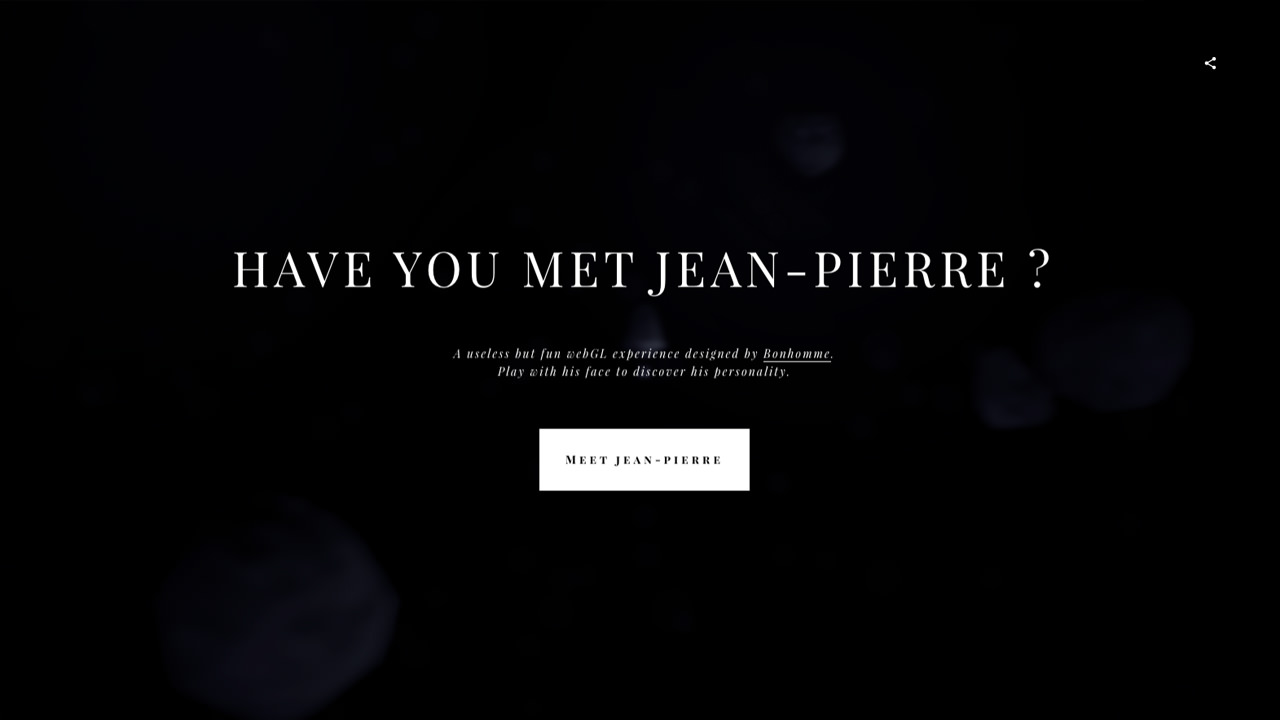 HAVE YOU MET JEAN-PIERRE ?
A useless but fun webGL experience designed by Bonhomme.
Play with his face to discover his personality.
Meet Jean-Pierre